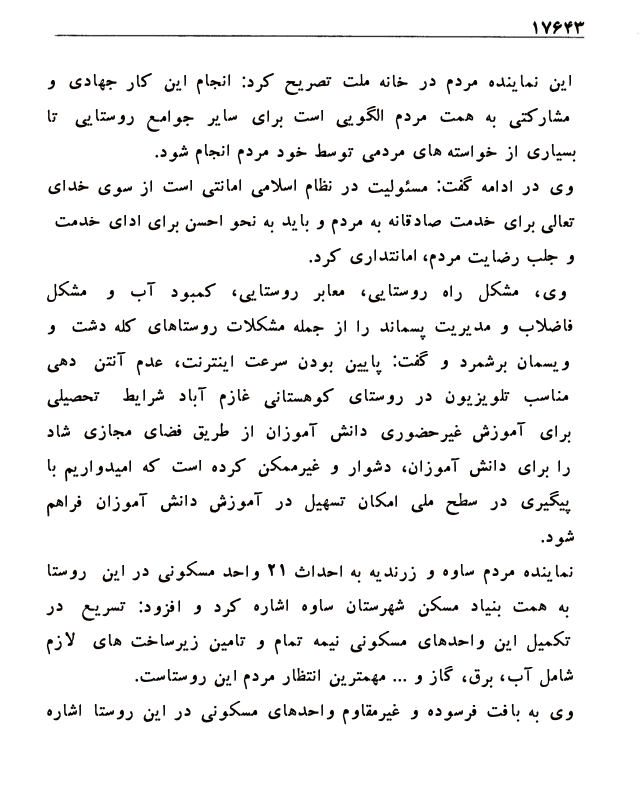 ۱۷۶۴۳
این نماینده مردم در خانه ملت تصریح کرد: انجام این کار جهادی و
مشارکتی به همت مردم الگویی است برای سایر جوامع روستایی تا
بسیاری از خواسته های مردمی توسط خود مردم انجام شود.
وی در ادامه گفت: مسئولیت در نظام اسلامی امانتی است از سوی خدای
تعالی برای خدمت صادقانه به مردم و باید به نحو احسن برای ادای خدمت
و جلب رضایت مردم، امانتداری کرد.
وی، مشکل راه روستایی، معابر روستایی، کمبود آب و مشکل
فاضلاب و مدیریت پسماند را از جمله مشکلات روستاهای کله دشت و
ویسمان برشمرد و گفت: پایین بودن سرعت اینترنت، عدم آنتن دهی
مناسب تلویزیون در روستای کوهستانی غازم آباد شرایط تحصیلی
برای آموزش غیرحضوری دانش آموزان از طریق فضای مجازی شاد
را برای دانش آموزان، دشوار و غیرممکن کرده است که امیدواریم با
پیگیری در سطح ملی امکان تسهیل در آموزش دانش آموزان فراهم
شود.
نماینده مردم ساوه و زرندیه به احداث ۲۱ واحد مسکونی در این روستا
به همت بنیاد مسکن شهرستان ساوه اشاره کرد و افزود: تسریع در
تکمیل این واحدهای مسکونی نیمه تمام و تامین زیرساخت های لازم
شامل آب، برق، گاز و ... مهمترین انتظار مردم این روستاست.
وی به بافت فرسوده و غیرمقاوم واحدهای مسکونی در این روستا اشاره